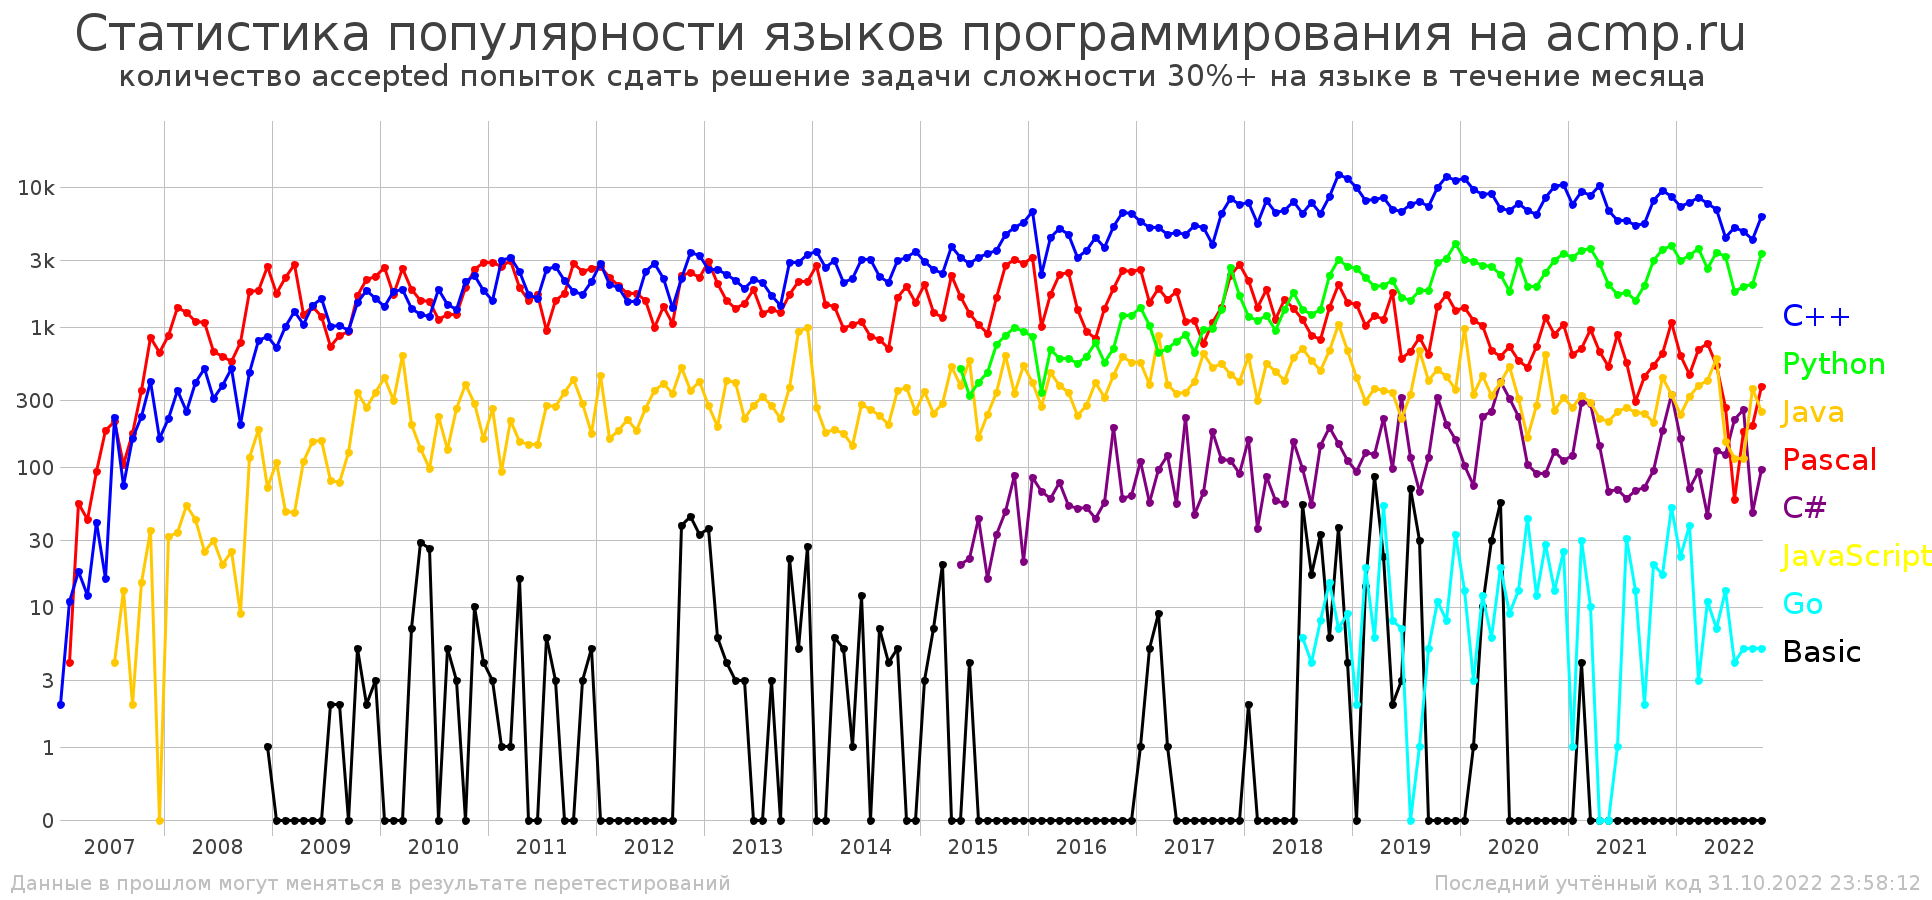 Статистика популярности языков программирования на acmp.ru
количество accepted попыток сдать решение задачи сложности 30%+ на языке в течение месяца
10k
3k
1k
300
100
30
10
3
1
0
C++
Python
Java
Pascal
C#
JavaScript
Go
Basic
2007 2008 2009 2010 2011 2012 2013 2014 2015 2016 2017 2018 2019 2020 2021 2022
Данные в прошлом могут меняться в результате перетестирований
Последний учтённый код 31.10.2022 23:58:12